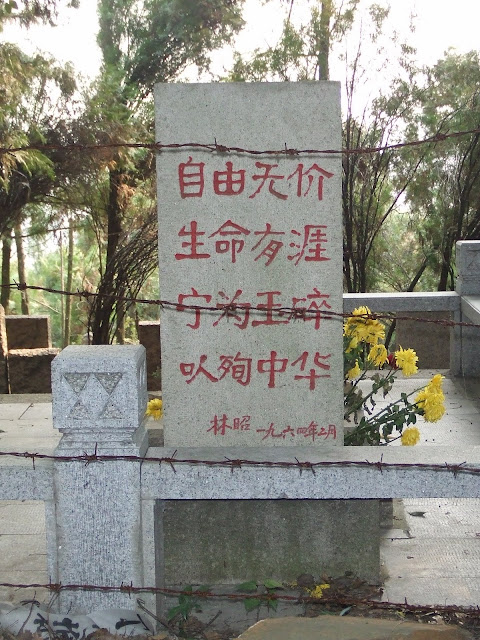 自由无价
生命有涯
宁为玉碎
以殉中华
林昭 一九六四年二月